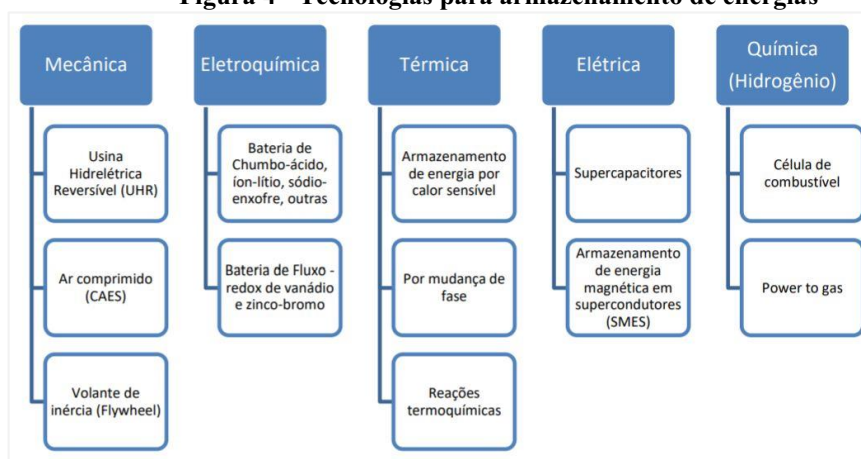 Figura 4 - Tecnologias para armazenamento de energias
Mecânica
Usina
Hidrelétrica
Reversível (UHR)
Ar comprimido
(CAES)
Volante de
inércia (Flywheel)
Eletroquímica
Bateria de
Chumbo-ácido,
íon-lítio, sódio-
enxofre, outras
Bateria de Fluxo -
redox de vanádio
e zinco-bromo
Térmica
Armazenamento
de energia por
calor sensível
Por mudança de
fase
Reações
termoquímicas
Elétrica
Supercapacitores
Armazenamento
de energia
magnética em
supercondutores
(SMES)
Química
(Hidrogênio)
Célula de
combustível
Power to gas